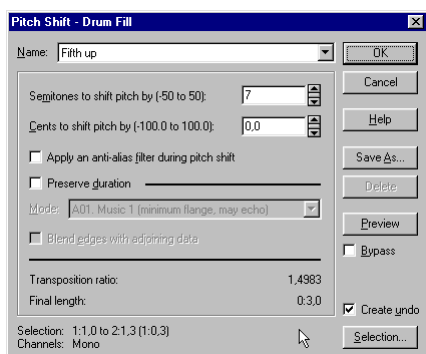 Pitch Shift - Drum Fill
Name: Fifth up
OK
Cancel
Semitones to shift pitch by (-50 to 50): 7
Cents to shift pitch by (-100.0 to 100.0): 0,0
Help
Apply an anti-alias filter during pitch shift
Save As...
Preserve duration
Delete
Mode: A01. Music 1 (minimum flange, may echo)
Preview
Blend edges with adjoining data
Bypass
Transposition ratio: 1,4983
Final length: 0:3,0
Create undo
Selection: 1:1,0 to 2:1,3 (1:0,3)
Channels: Mono
Selection...